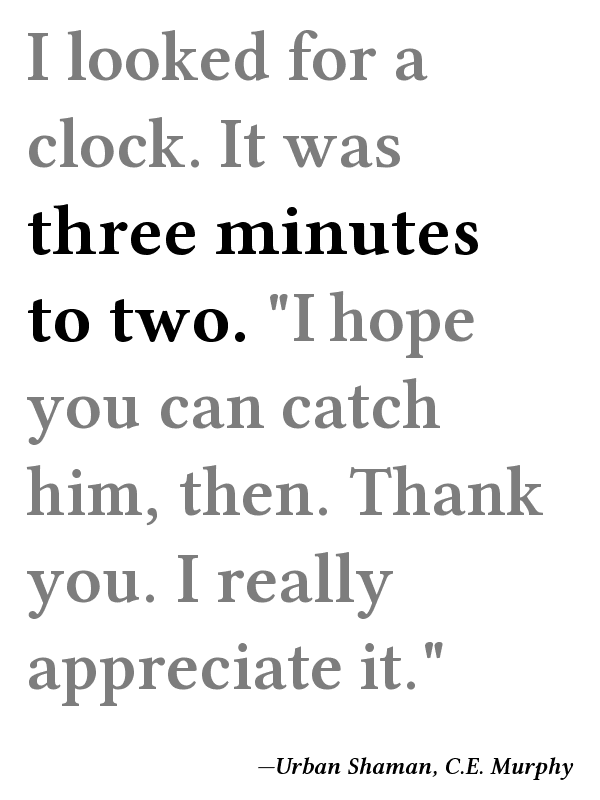 I looked for a
clock. It was
three minutes
to two. "I hope
you can catch
him, then. Thank
you. I really
appreciate it."
—Urban Shaman, C.E. Murphy